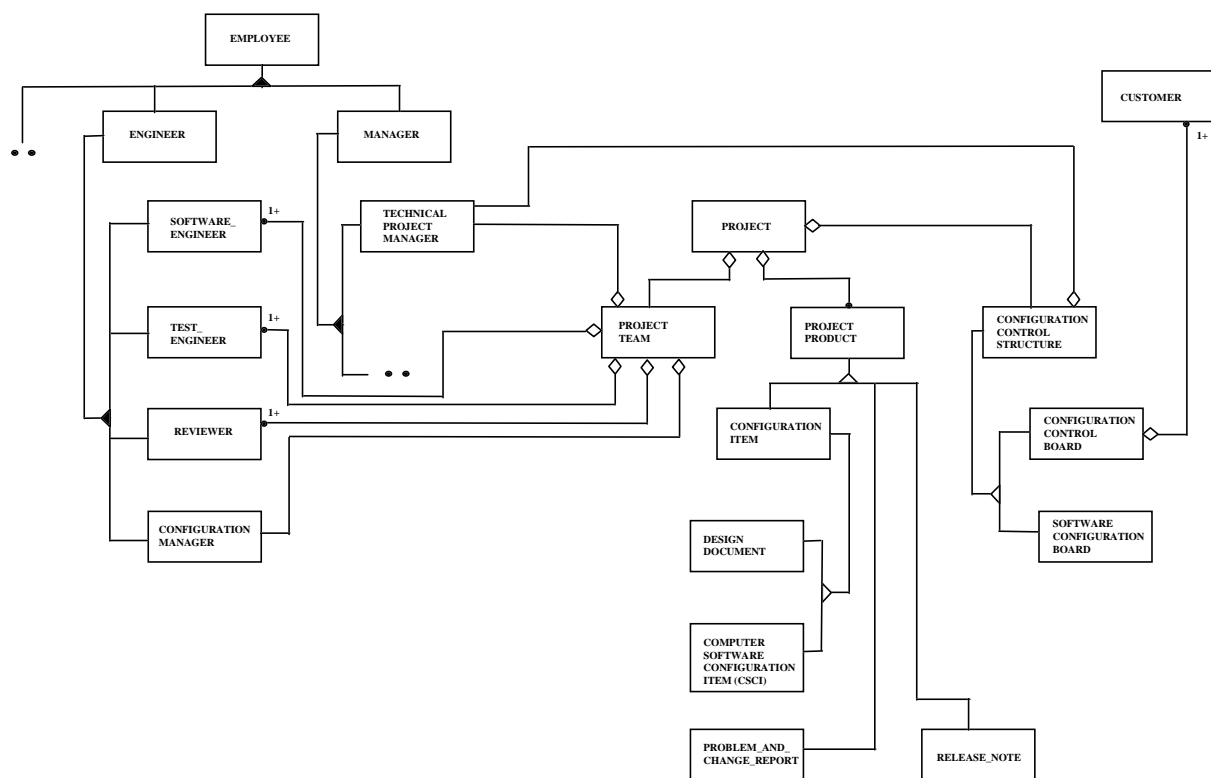 EMPLOYEE
CUSTOMER
1+
ENGINEER
MANAGER
SOFTWARE_
ENGINEER
1+
TECHNICAL
PROJECT
MANAGER
PROJECT
TEST_
ENGINEER
1+
PROJECT
TEAM
PROJECT
PRODUCT
CONFIGURATION
CONTROL
STRUCTURE
REVIEWER
1+
CONFIGURATION
ITEM
CONFIGURATION
CONTROL
BOARD
CONFIGURATION
MANAGER
DESIGN
DOCUMENT
SOFTWARE
CONFIGURATION
BOARD
COMPUTER
SOFTWARE
CONFIGURATION
ITEM (CSCI)
PROBLEM_AND_
CHANGE_REPORT
RELEASE_NOTE